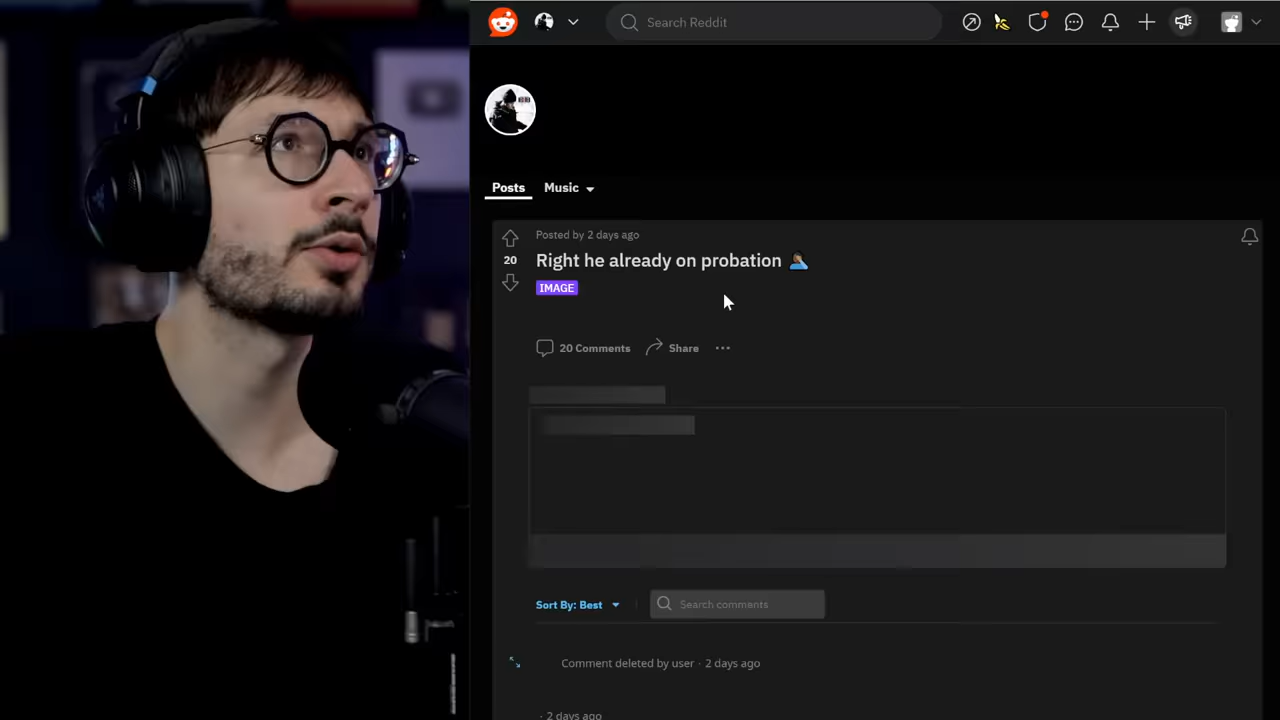 Search Reddit
Posts
Music
Posted by 2 days ago
20
Right he already on probation 🤦🏾‍♂️
IMAGE
20 Comments
Share
Sort By: Best
Search comments
Comment deleted by user · 2 days ago
· 2 days ago